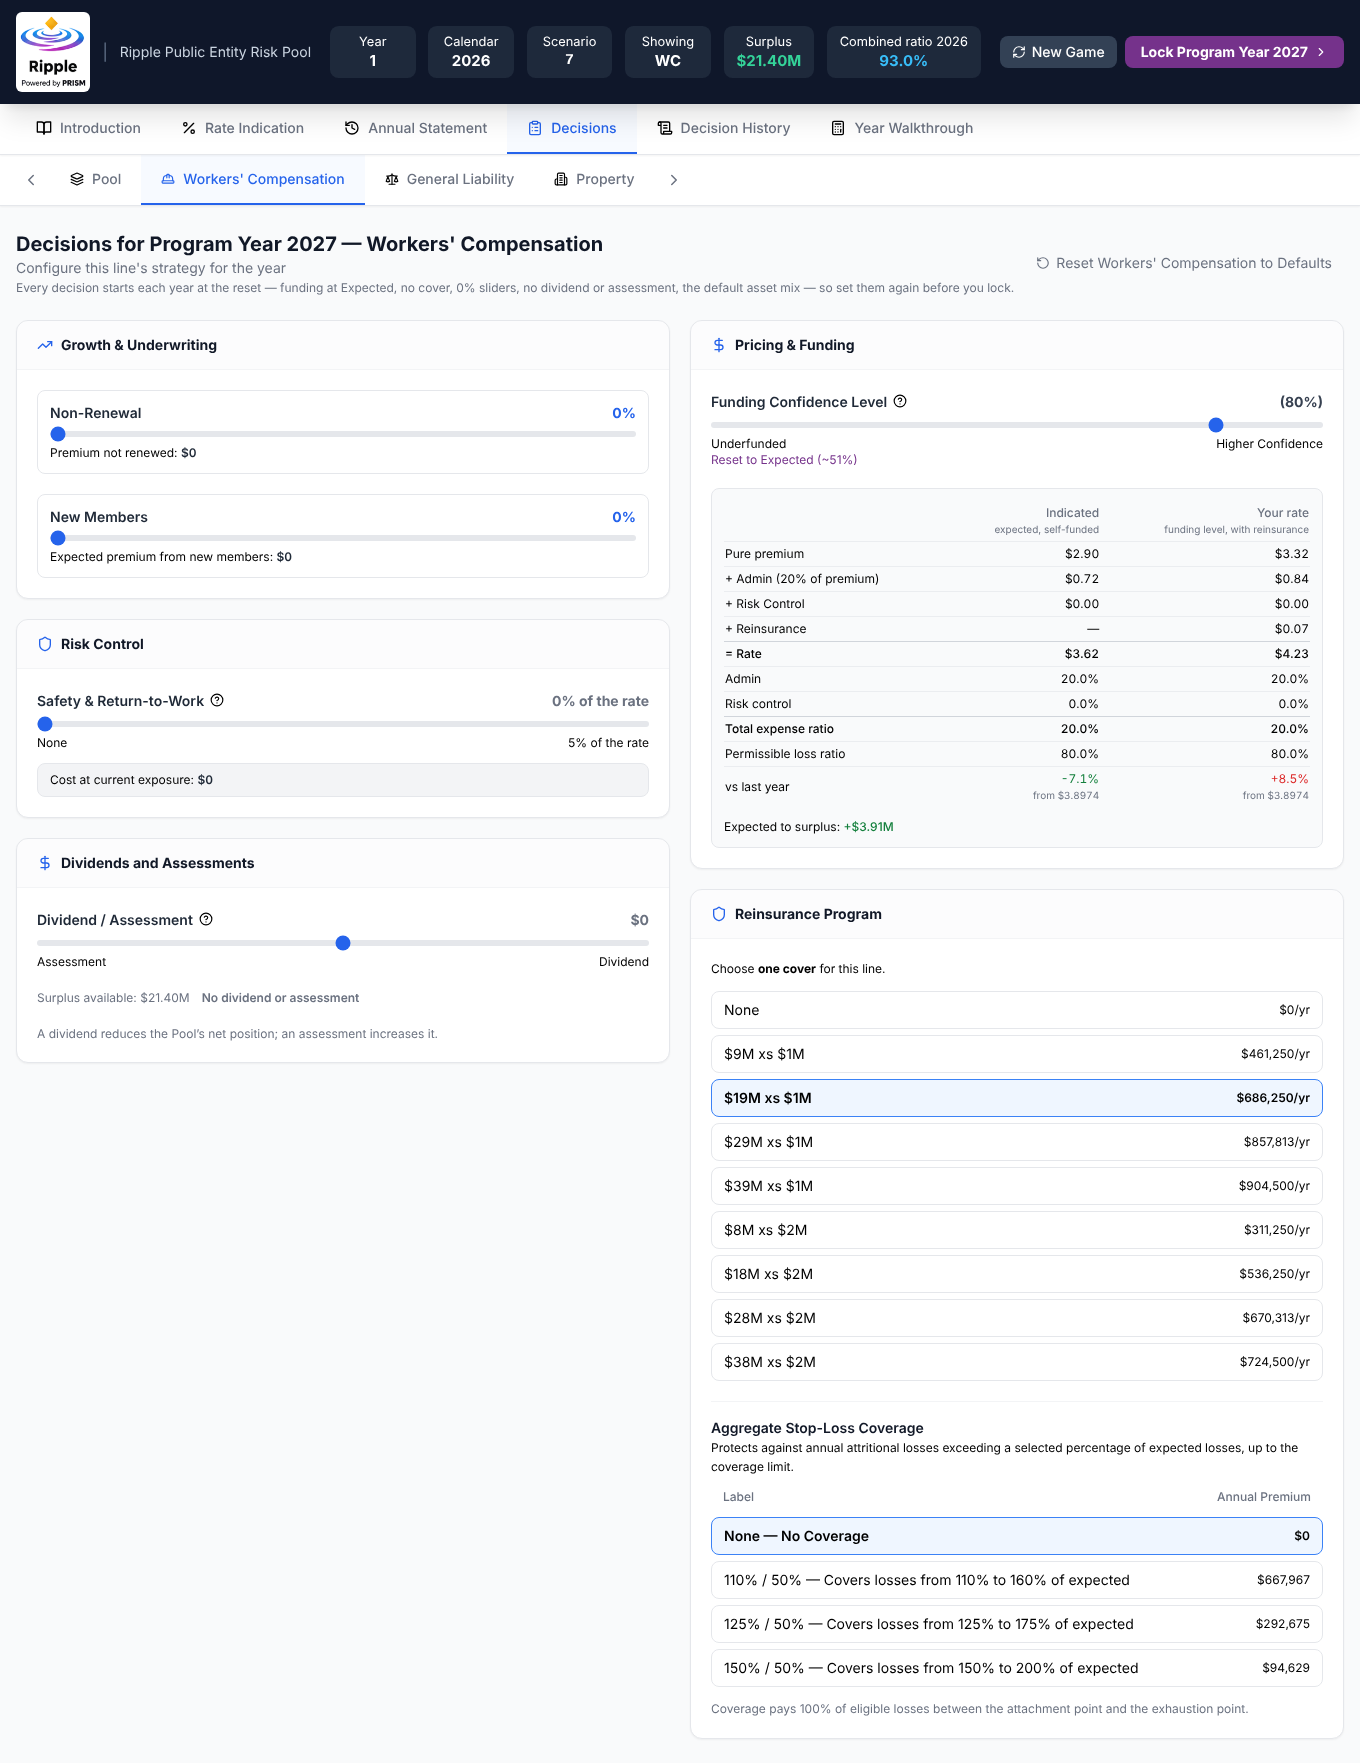 Ripple
Powered by PRISM
Ripple Public Entity Risk Pool
Year
1
Calendar
2026
Scenario
7
Showing
WC
Surplus
$21.40M
Combined ratio 2026
93.0%
New Game
Lock Program Year 2027
Introduction
Rate Indication
Annual Statement
Decisions
Decision History
Year Walkthrough
Pool
Workers' Compensation
General Liability
Property
Decisions for Program Year 2027 — Workers' Compensation
Configure this line's strategy for the year
Every decision starts each year at the reset — funding at Expected, no cover, 0% sliders, no dividend or assessment, the default asset mix — so set them again before you lock.
Reset Workers' Compensation to Defaults
Growth & Underwriting
Non-Renewal 0%
Premium not renewed: $0
New Members 0%
Expected premium from new members: $0
Risk Control
Safety & Return-to-Work 0% of the rate
None 5% of the rate
Cost at current exposure: $0
Dividends and Assessments
Dividend / Assessment $0
Assessment Dividend
Surplus available: $21.40M No dividend or assessment
A dividend reduces the Pool's net position; an assessment increases it.
Pricing & Funding
Funding Confidence Level (80%)
Underfunded Higher Confidence
Reset to Expected (~51%)
Indicated Your rate
expected, self-funded funding level, with reinsurance
Pure premium $2.90 $3.32
+ Admin (20% of premium) $0.72 $0.84
+ Risk Control $0.00 $0.00
+ Reinsurance — $0.07
= Rate $3.62 $4.23
Admin 20.0% 20.0%
Risk control 0.0% 0.0%
Total expense ratio 20.0% 20.0%
Permissible loss ratio 80.0% 80.0%
vs last year -7.1% +8.5%
from $3.8974 from $3.8974
Expected to surplus: +$3.91M
Reinsurance Program
Choose one cover for this line.
None $0/yr
$9M xs $1M $461,250/yr
$19M xs $1M $686,250/yr
$29M xs $1M $857,813/yr
$39M xs $1M $904,500/yr
$8M xs $2M $311,250/yr
$18M xs $2M $536,250/yr
$28M xs $2M $670,313/yr
$38M xs $2M $724,500/yr
Aggregate Stop-Loss Coverage
Protects against annual attritional losses exceeding a selected percentage of expected losses, up to the
coverage limit.
Label Annual Premium
None — No Coverage $0
110% / 50% — Covers losses from 110% to 160% of expected $667,967
125% / 50% — Covers losses from 125% to 175% of expected $292,675
150% / 50% — Covers losses from 150% to 200% of expected $94,629
Coverage pays 100% of eligible losses between the attachment point and the exhaustion point.